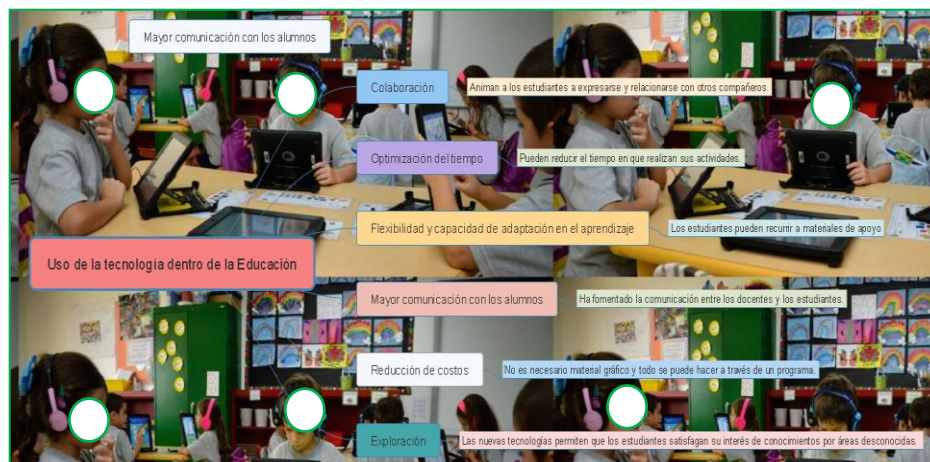 Mayor comunicación con los alumnos
Colaboración
Animan a los estudiantes a expresarse y relacionarse con otros compañeros.
Optimización del tiempo
Pueden reducir el tiempo en que realizan sus actividades.
Flexibilidad y capacidad de adaptación en el aprendizaje
Los estudiantes pueden recurrir a materiales de apoyo
Uso de la tecnología dentro de la Educación
Mayor comunicación con los alumnos
Ha fomentado la comunicación entre los docentes y los estudiantes.
Reducción de costos
No es necesario material gráfico y todo se puede hacer a través de un programa.
Exploración
Las nuevas tecnologías permiten que los estudiantes satisfagan su interés de conocimientos por áreas desconocidas.